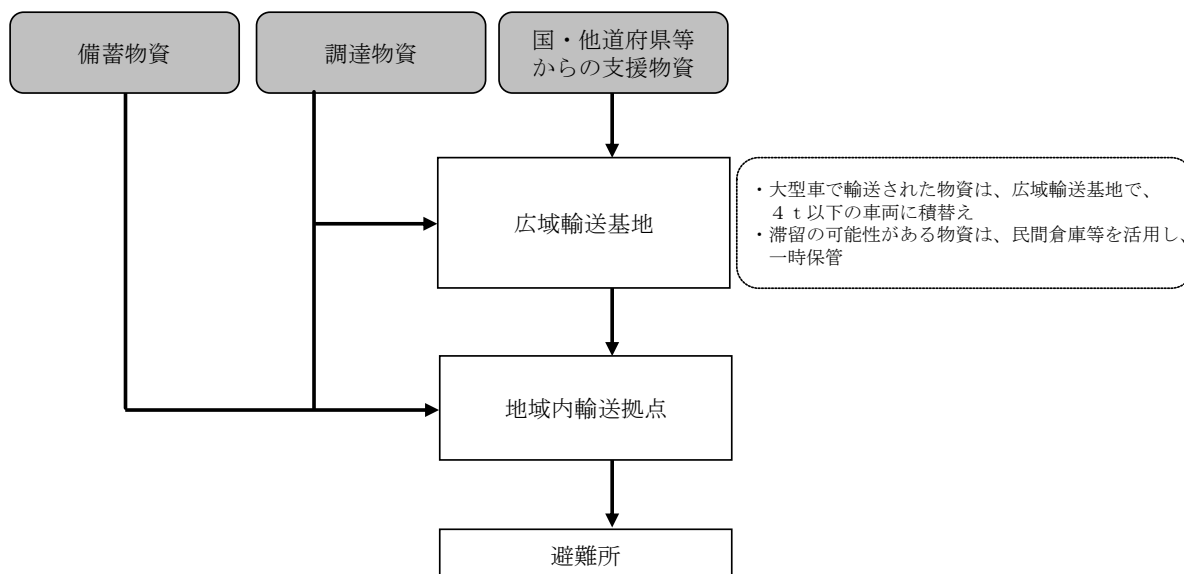 備蓄物資
調達物資
国・他道府県等
からの支援物資
広域輸送基地
・大型車で輸送された物資は、広域輸送基地で、
４ｔ以下の車両に積替え
・滞留の可能性がある物資は、民間倉庫等を活用し、
一時保管
地域内輸送拠点
避難所